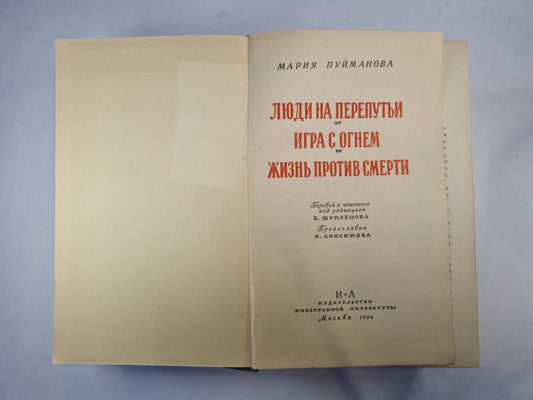 МАРИЯ ПУЙМАНОВА
ЛЮДИ НА ПЕРЕПУТЬИ
ИГРА С ОГНЕМ
ЖИЗНЬ ПРОТИВ СМЕРТИ
Перевод с чешского
под редакцией
Б. ШУПЛЕЦОВА
Предисловие
И. АНИСИМОВА
И * Л
ИЗДАТЕЛЬСТВО
ИНОСТРАННОЙ ЛИТЕРАТУРЫ
Москва - 1954